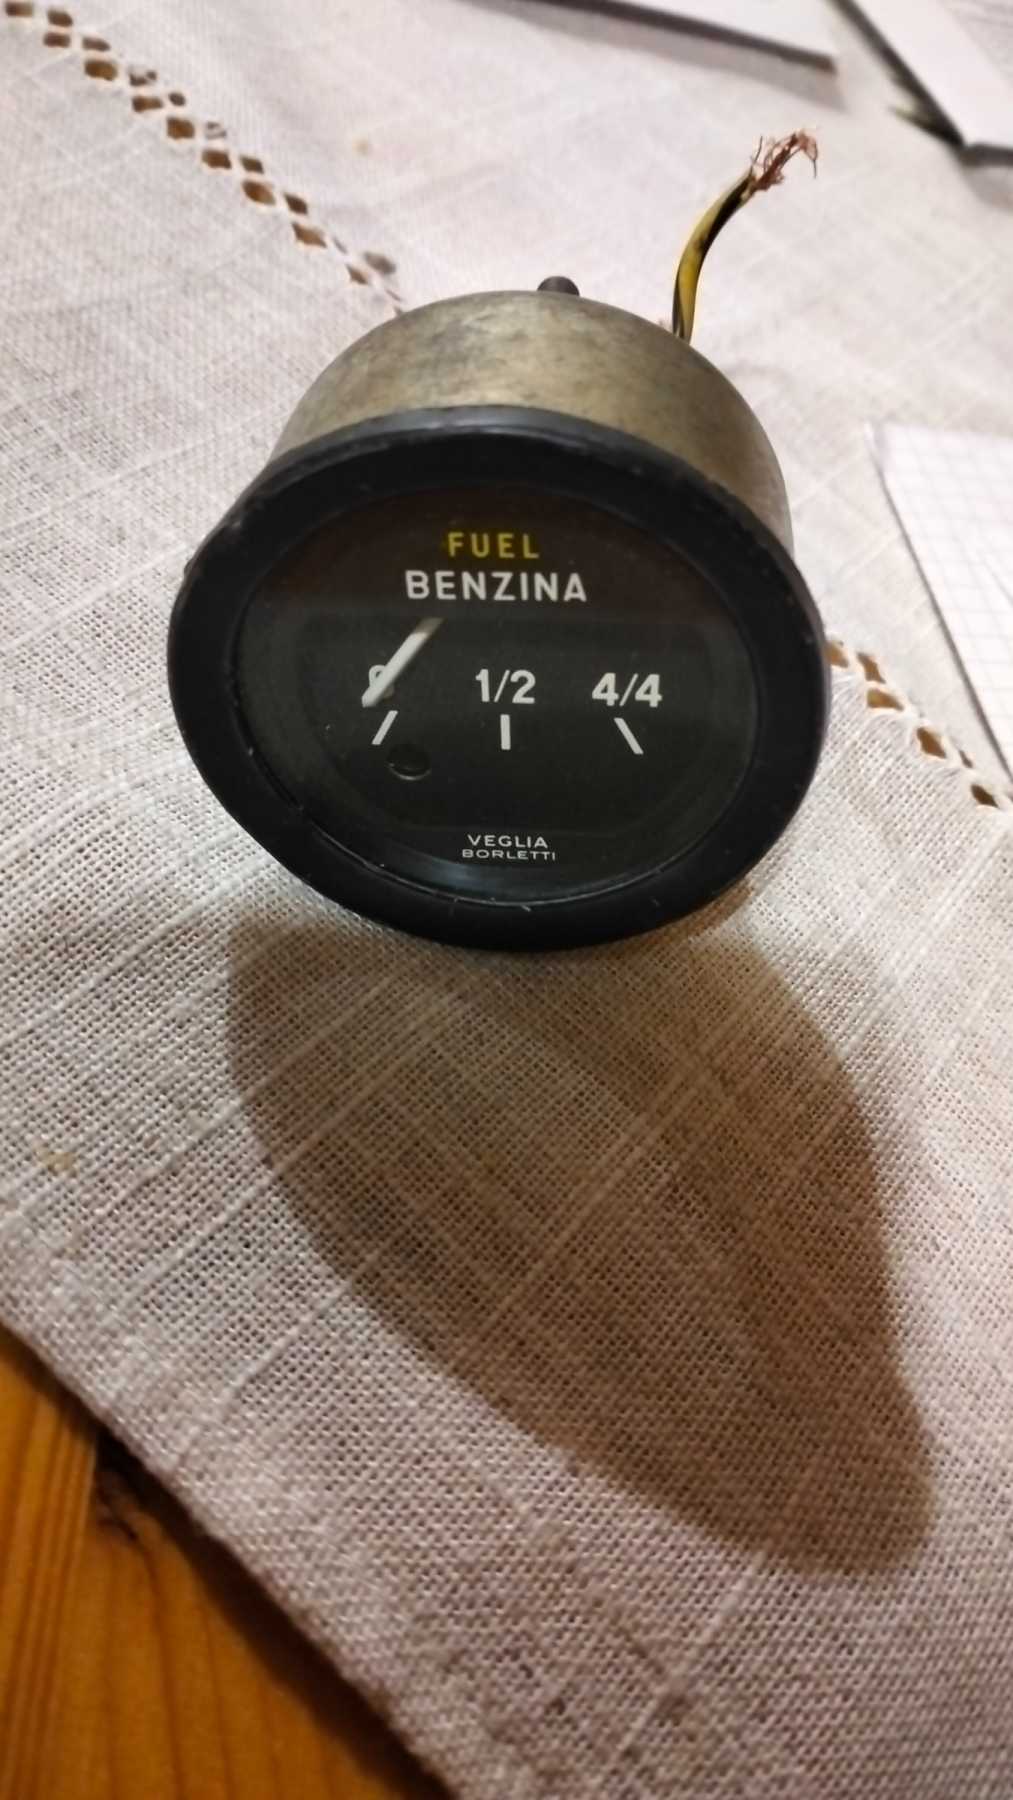 FUEL
BENZINA
0 1/2 4/4
VEGLIA
BORLETTI